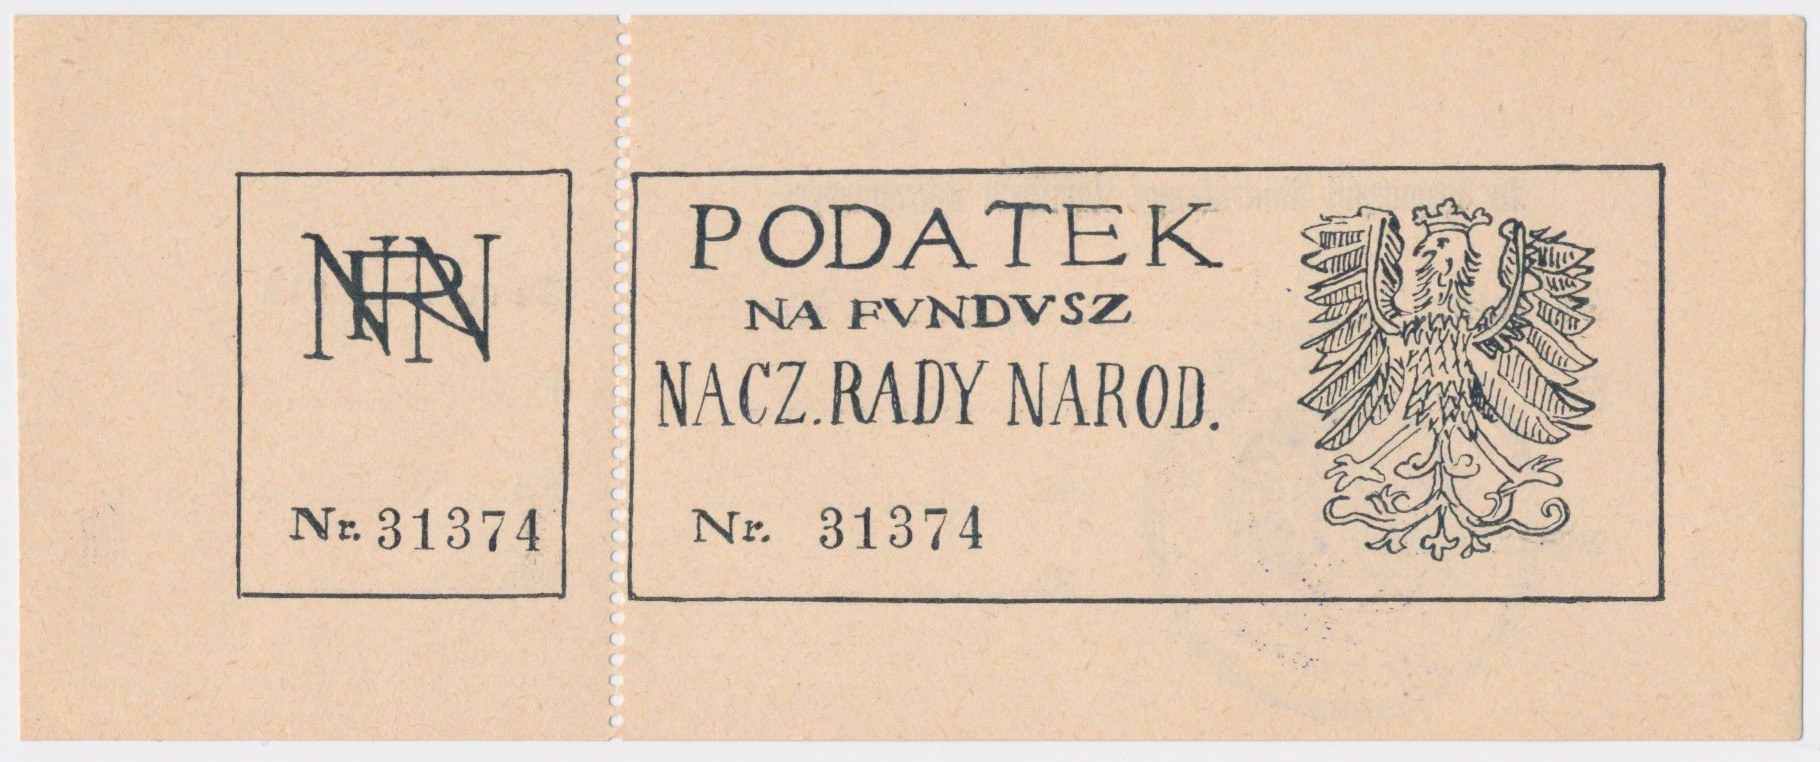 NRN
Nr. 31374
PODATEK
NA FVNDVSZ
NACZ. RADY NAROD.
Nr. 31374